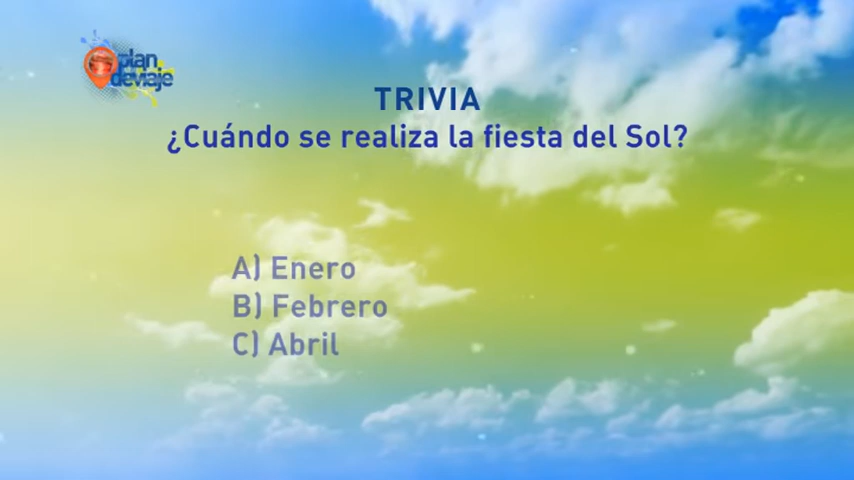 plan
deviaje
TRIVIA
¿Cuándo se realiza la fiesta del Sol?
A) Enero
B) Febrero
C) Abril